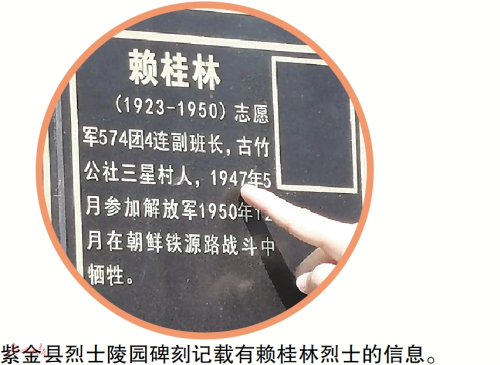 赖桂林
（1923-1950）志愿
军574团4连副班长，古竹
公社三星村人，1947年5
月参加解放军1950年12
月在朝鲜铁源路战斗中
牺牲。
紫金县烈士陵园碑刻记载有赖桂林烈士的信息。